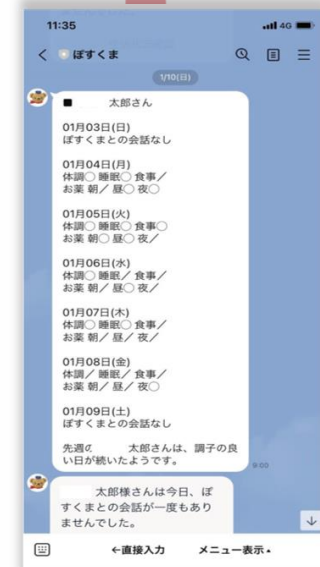 11:35
4G
ぽすくま
1/10(日)
■ 太郎さん
01月03日(日)
ぽすくまとの会話なし
01月04日(月)
体調○ 睡眠○ 食事／
お薬 朝／ 昼○ 夜○
01月05日(火)
体調○ 睡眠○ 食事○
お薬 朝○ 昼○ 夜／
01月06日(水)
体調○ 睡眠／ 食事／
お薬 朝／ 昼○ 夜／
01月07日(木)
体調○ 睡眠○ 食事／
お薬 朝／ 昼○ 夜／
01月08日(金)
体調／ 睡眠／ 食事／
お薬 朝／ 昼／ 夜○
01月09日(土)
ぽすくまとの会話なし
先週の 太郎さんは、調子の良
い日が続いたようです。
9:00
太郎様さんは今日、ぽ
すくまとの会話が一度もあり
ませんでした。
←直接入力 メニュー表示▲